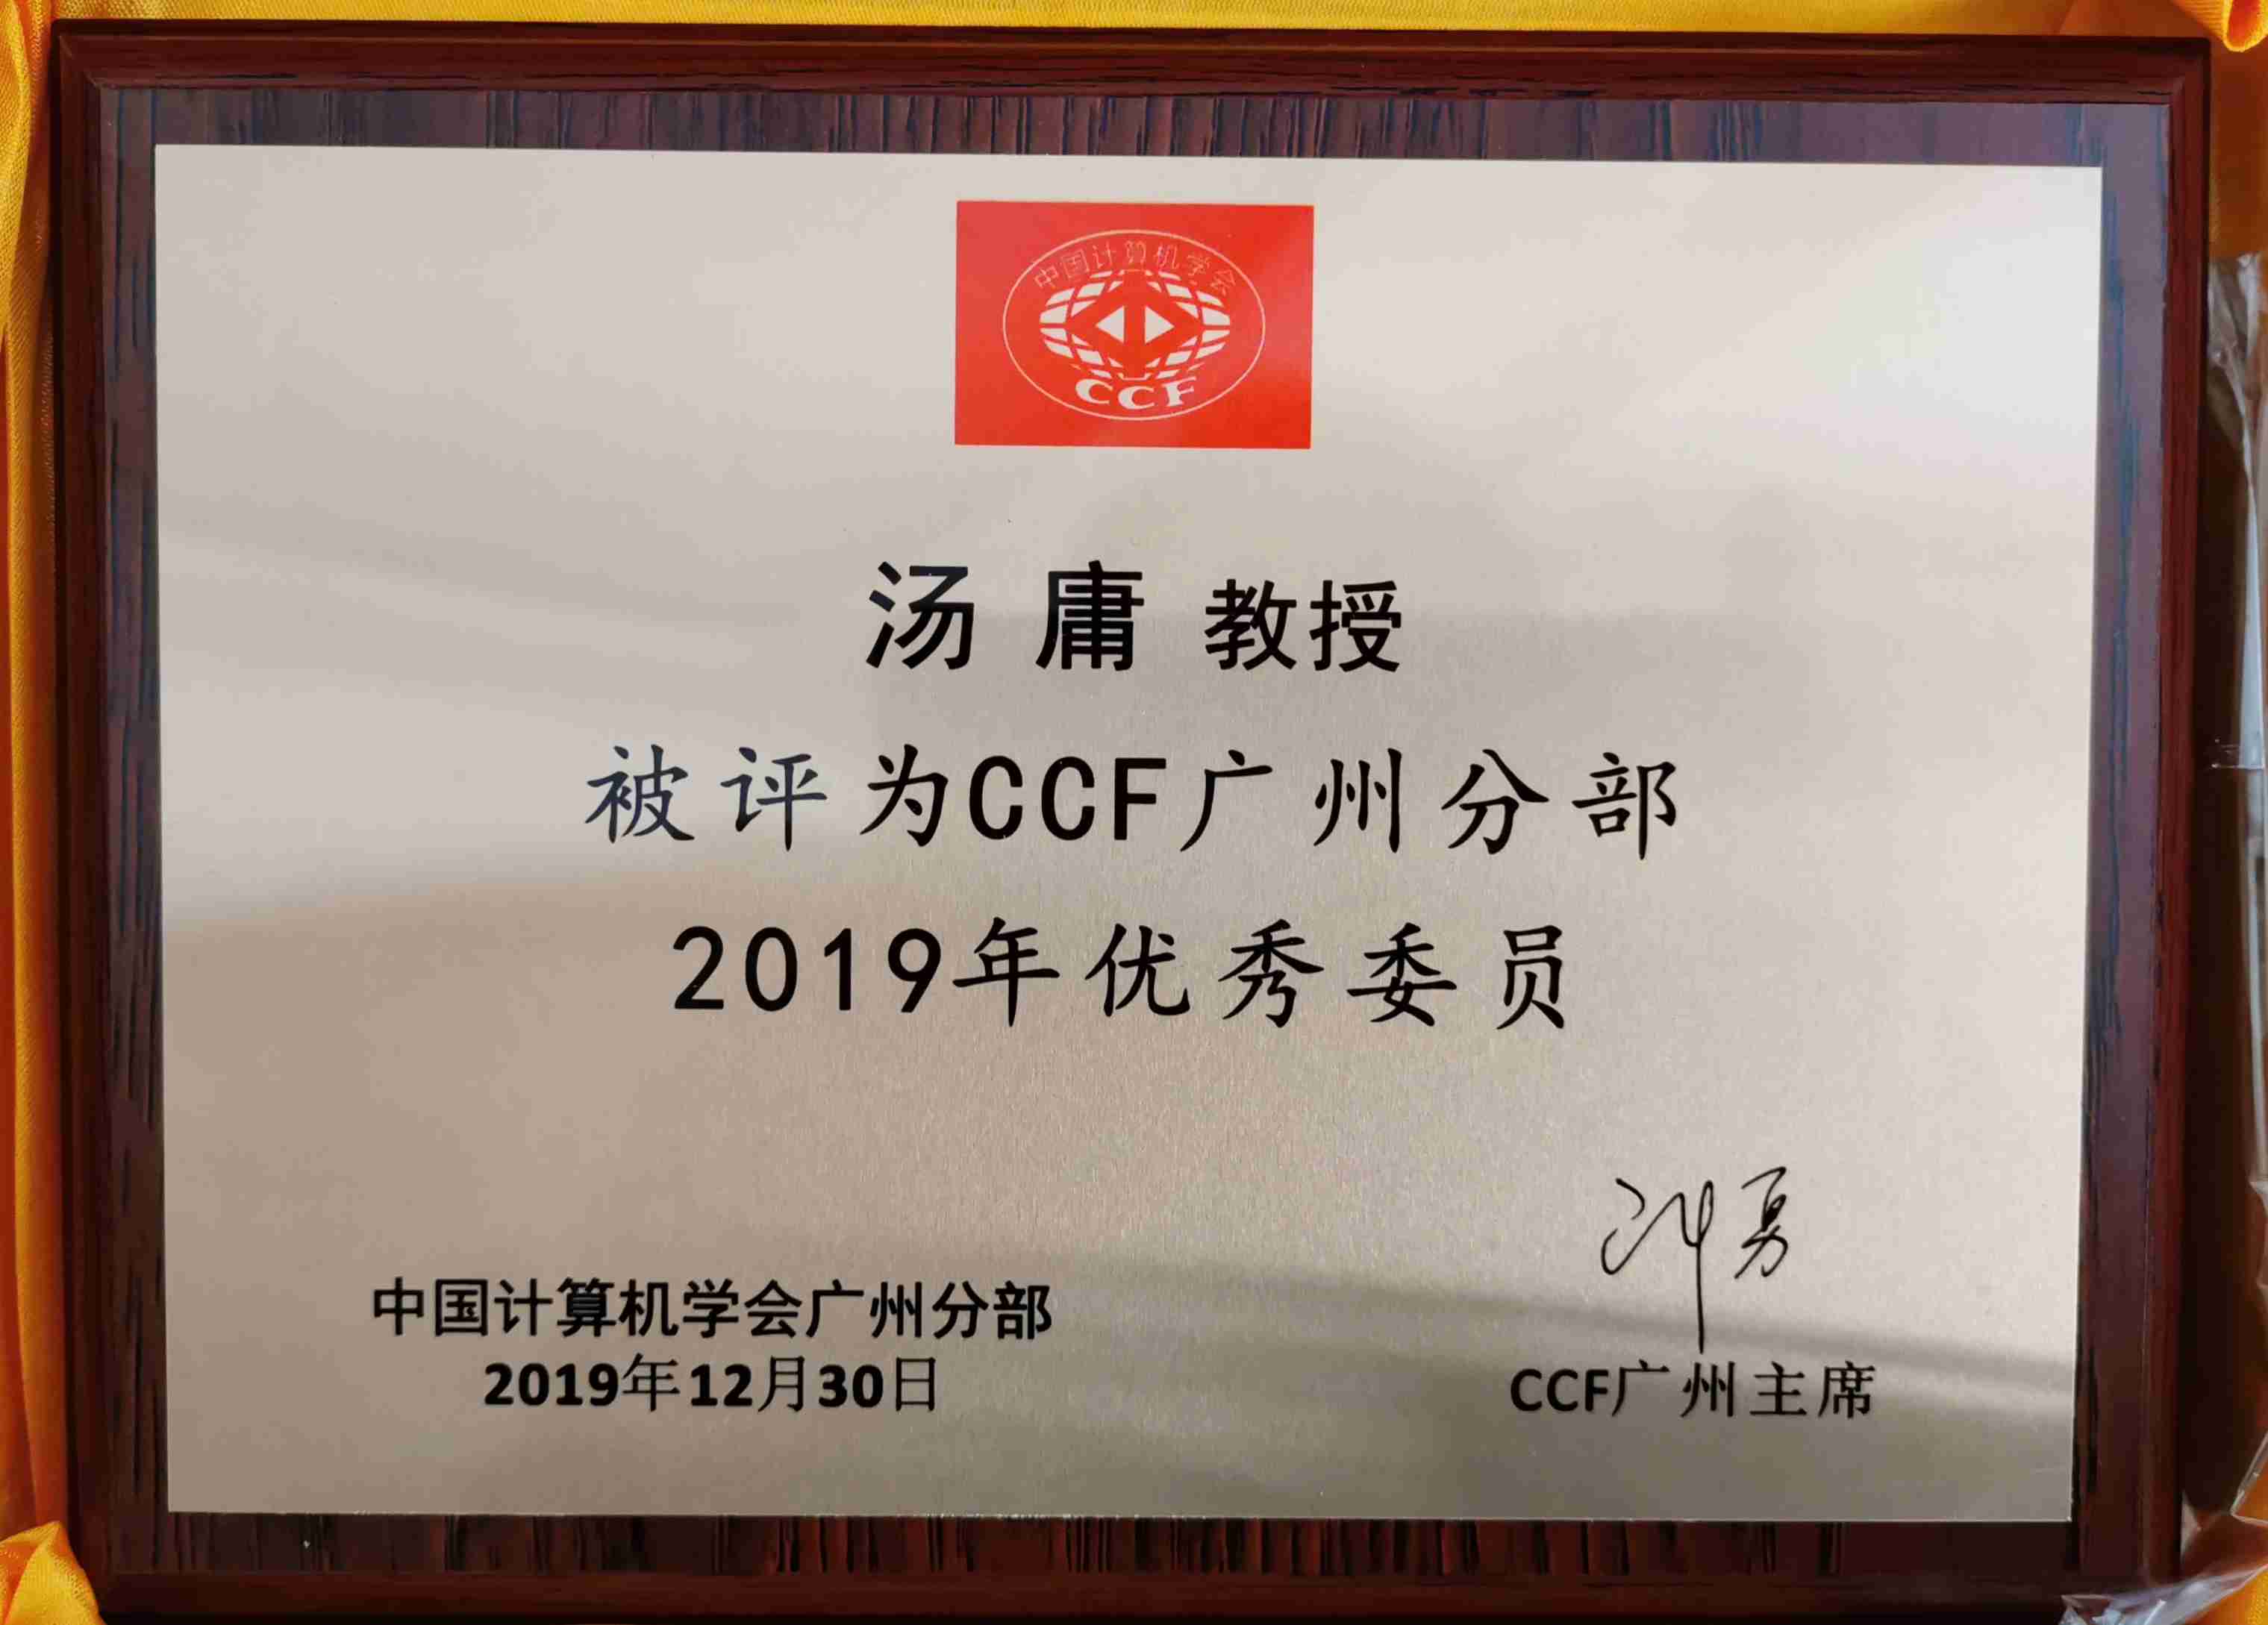 中国计算机学会
CCF
汤 庸 教授
被评为CCF广州分部
2019年优秀委员
中国计算机学会广州分部
2019年12月30日
CCF广州主席